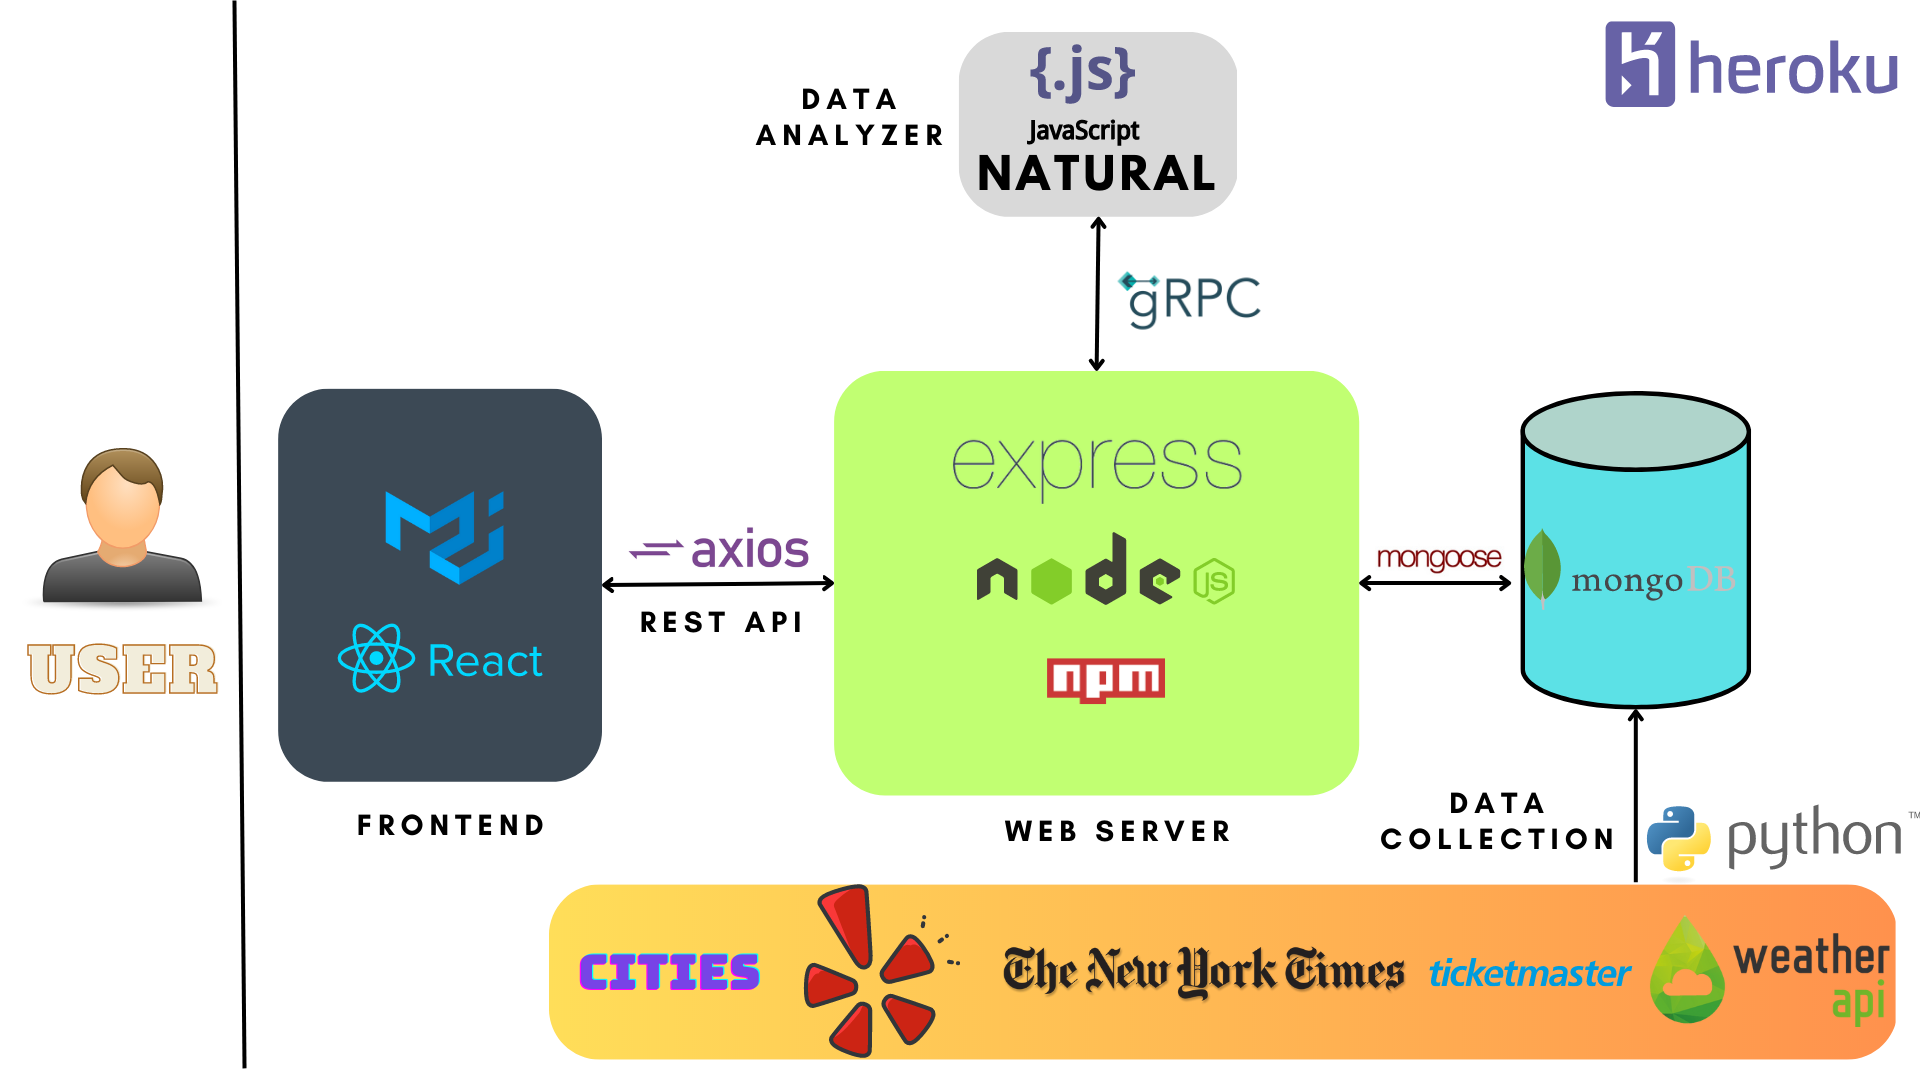 heroku
{.js}
JavaScript
NATURAL
DATA
ANALYZER
gRPC
express
node
JS
npm
axios
REST API
React
mongoose
mongoDB
USER
FRONTEND
WEB SERVER
DATA
COLLECTION
python™
CITIES
The New York Times
ticketmaster
weather
api